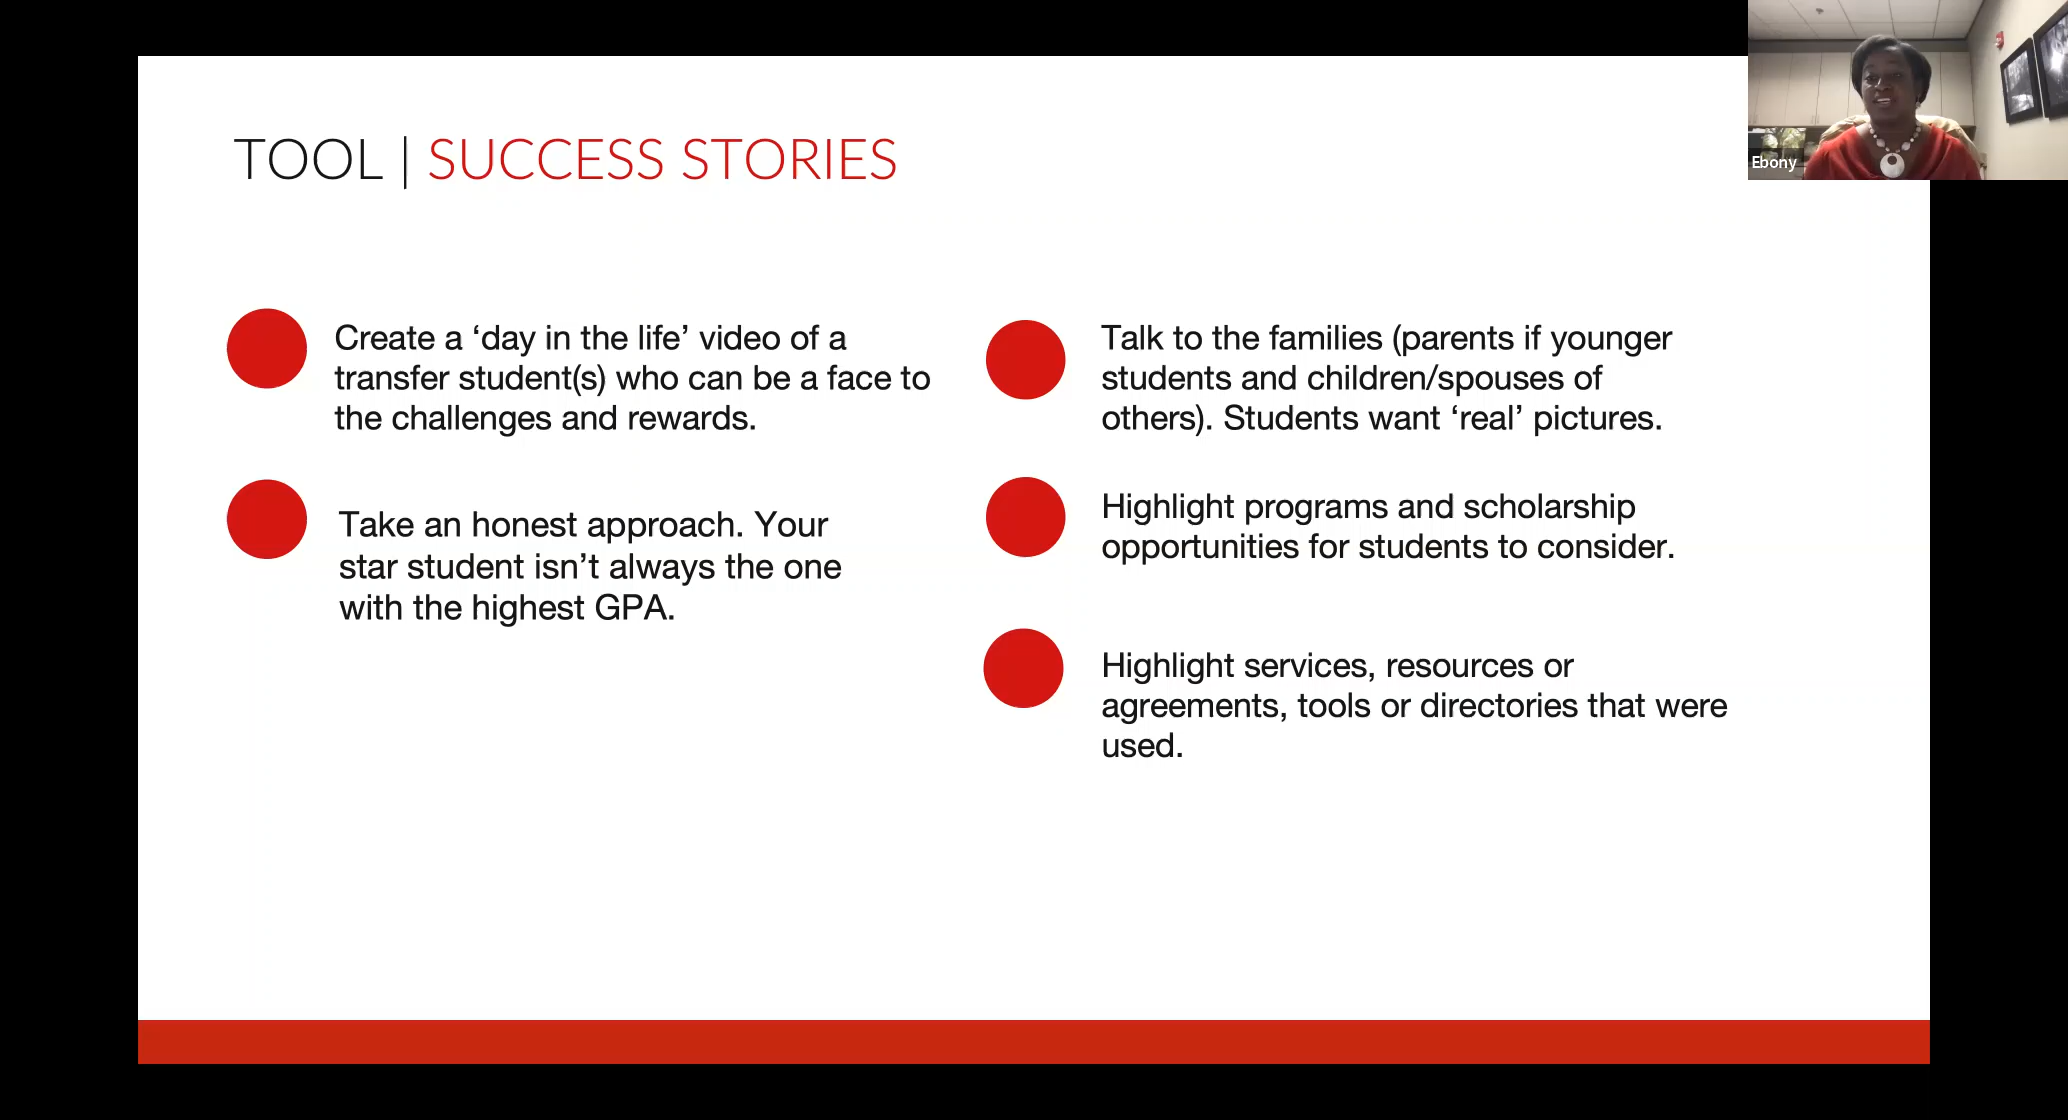 TOOL | SUCCESS STORIES
Create a ‘day in the life’ video of a
transfer student(s) who can be a face to
the challenges and rewards.
Take an honest approach. Your
star student isn’t always the one
with the highest GPA.
Talk to the families (parents if younger
students and children/spouses of
others). Students want ‘real’ pictures.
Highlight programs and scholarship
opportunities for students to consider.
Highlight services, resources or
agreements, tools or directories that were
used.
Ebony